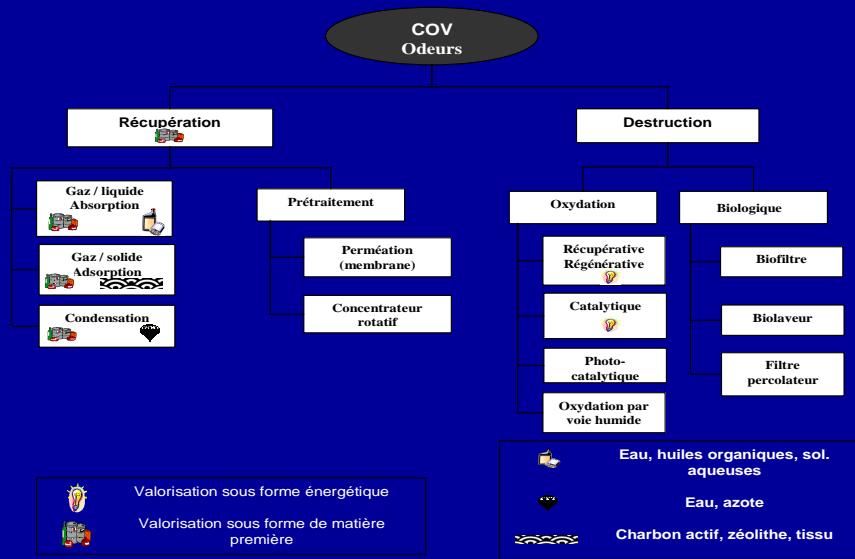 COV
Odeurs
Récupération
Destruction
Gaz / liquide
Absorption
Gaz / solide
Adsorption
Condensation
Prétraitement
Perméation
(membrane)
Concentrateur
rotatif
Oxydation
Récupérative
Régénérative
Catalytique
Photo-
catalytique
Oxydation par
voie humide
Biologique
Biofiltre
Biolaveur
Filtre
percolateur
Valorisation sous forme énergétique
Valorisation sous forme de matière
première
Eau, huiles organiques, sol.
aqueuses
Eau, azote
Charbon actif, zéolithe, tissu